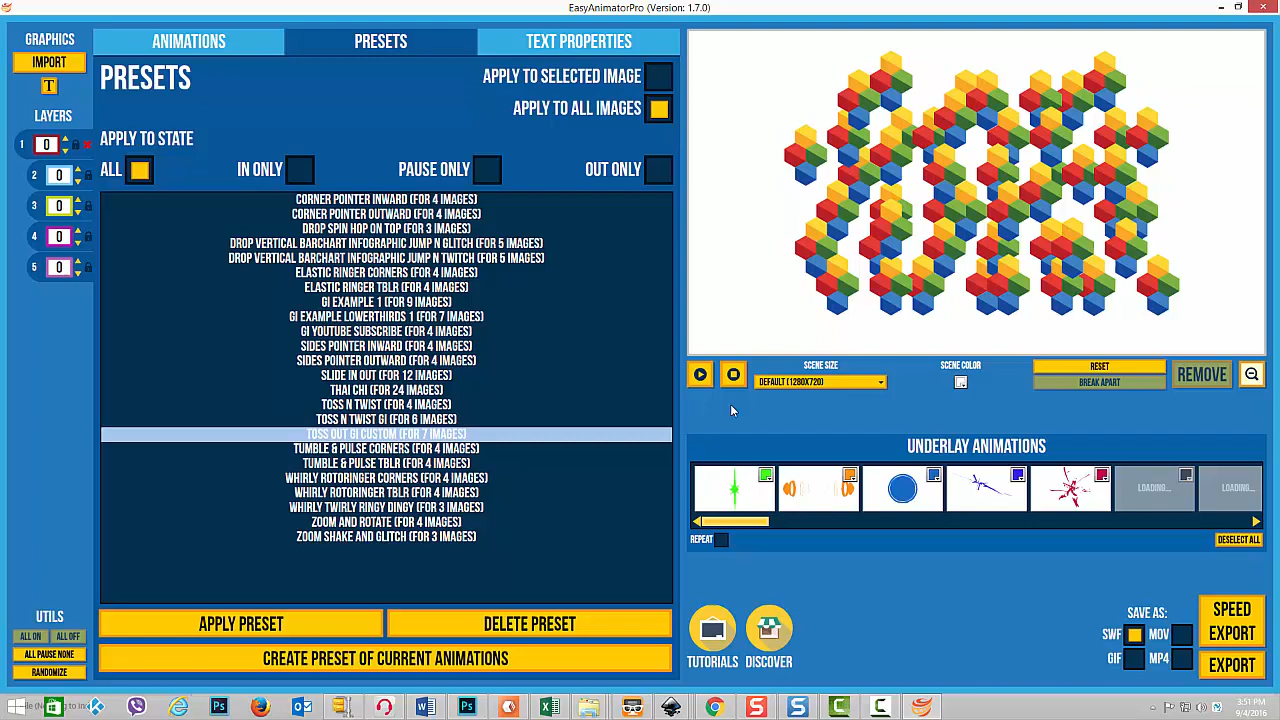 EasyAnimatorPro (Version: 1.7.0)
GRAPHICS
IMPORT
T
LAYERS
1 0
2 0
3 0
4 0
5 0
UTILS
ALL ON ALL OFF
ALL PAUSE NONE
RANDOMIZE
ANIMATIONS PRESETS TEXT PROPERTIES
PRESETS
APPLY TO SELECTED IMAGE
APPLY TO ALL IMAGES
APPLY TO STATE
ALL IN ONLY PAUSE ONLY OUT ONLY
CORNER POINTER INWARD (FOR 4 IMAGES)
CORNER POINTER OUTWARD (FOR 4 IMAGES)
DROP SPIN HOP ON TOP (FOR 3 IMAGES)
DROP VERTICAL BARCHART INFOGRAPHIC JUMP N GLITCH (FOR 5 IMAGES)
DROP VERTICAL BARCHART INFOGRAPHIC JUMP N TWITCH (FOR 5 IMAGES)
ELASTIC RINGER CORNERS (FOR 4 IMAGES)
ELASTIC RINGER TBLR (FOR 4 IMAGES)
GI EXAMPLE 1 (FOR 9 IMAGES)
GI EXAMPLE LOWERTHIRDS 1 (FOR 7 IMAGES)
GI YOUTUBE SUBSCRIBE (FOR 4 IMAGES)
SIDES POINTER INWARD (FOR 4 IMAGES)
SIDES POINTER OUTWARD (FOR 4 IMAGES)
SLIDE IN OUT (FOR 12 IMAGES)
THAI CHI (FOR 24 IMAGES)
TOSS N TWIST (FOR 4 IMAGES)
TOSS N TWIST GI (FOR 6 IMAGES)
TOSS OUT GI CUSTOM (FOR 7 IMAGES)
TUMBLE & PULSE CORNERS (FOR 4 IMAGES)
TUMBLE & PULSE TBLR (FOR 4 IMAGES)
WHIRLY ROTORINGER CORNERS (FOR 4 IMAGES)
WHIRLY ROTORINGER TBLR (FOR 4 IMAGES)
WHIRLY TWIRLY RINGY DINGY (FOR 3 IMAGES)
ZOOM AND ROTATE (FOR 4 IMAGES)
ZOOM SHAKE AND GLITCH (FOR 3 IMAGES)
APPLY PRESET DELETE PRESET
CREATE PRESET OF CURRENT ANIMATIONS
SCENE SIZE
DEFAULT (1280X720)
SCENE COLOR
RESET
BREAK APART
REMOVE
UNDERLAY ANIMATIONS
LOADING... LOADING...
REPEAT
DESELECT ALL
TUTORIALS DISCOVER
SAVE AS:
SWF MOV
GIF MP4
SPEED
EXPORT
EXPORT
3:51 PM
9/4/2016